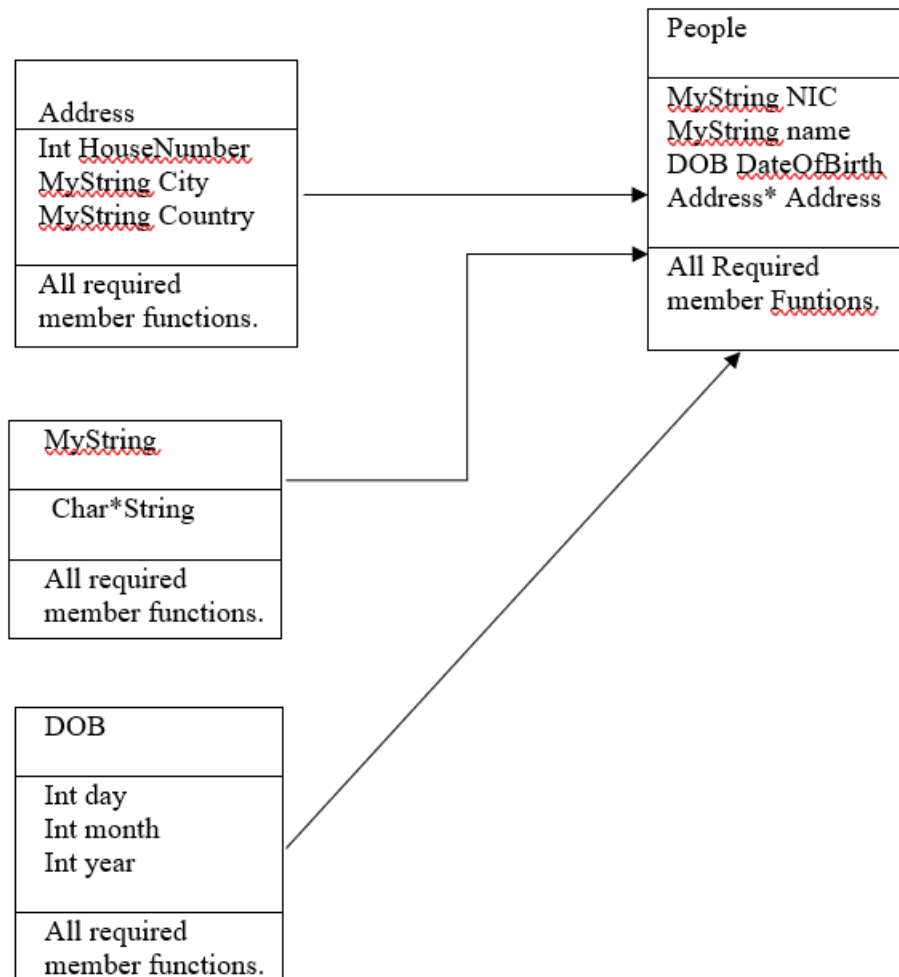 Address
Int HouseNumber
MyString City
MyString Country
All required
member functions.
People
MyString NIC
MyString name
DOB DateOfBirth
Address* Address
All Required
member Funtions.
MyString
Char*String
All required
member functions.
DOB
Int day
Int month
Int year
All required
member functions.